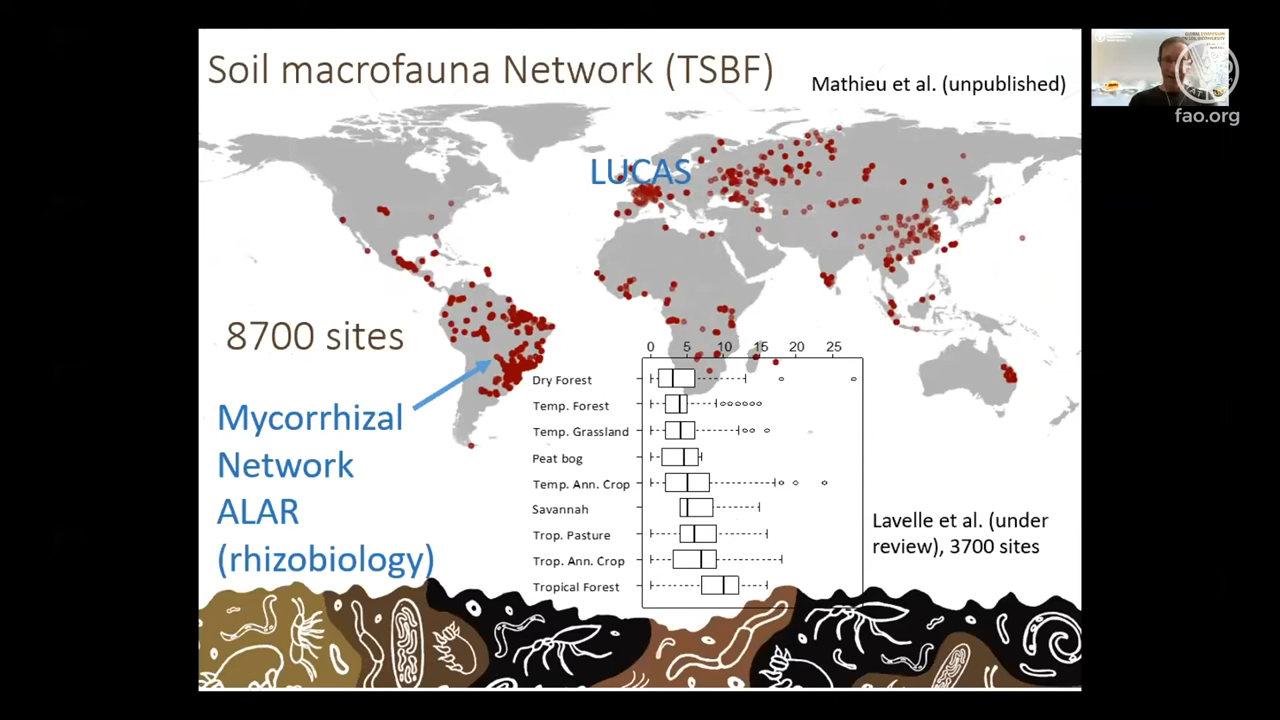 Soil macrofauna Network (TSBF)
Mathieu et al. (unpublished)
GLOBAL SYMPOSIUM
fao.org
LUCAS
8700 sites
Mycorrhizal
Network
ALAR
(rhizobiology)
0 5 10 15 20 25
Dry Forest
Temp. Forest
Temp. Grassland
Peat bog
Temp. Ann. Crop
Savannah
Trop. Pasture
Trop. Ann. Crop
Tropical Forest
Lavelle et al. (under
review), 3700 sites